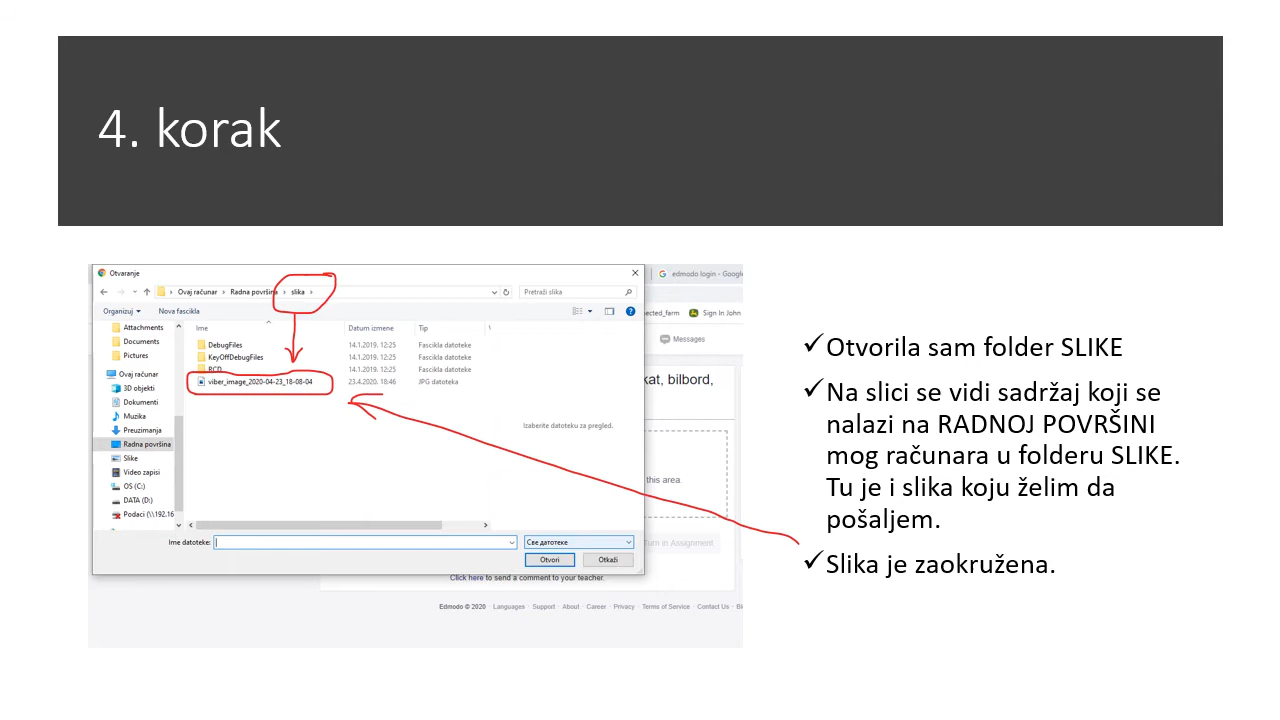 4. korak
Otvaranje
edmodo login - Google
Ovaj računar › Radna površina › slika ›
Pretraži slika
Organizuj
Nova fascikla
Sign In John
Attachments
Documents
Pictures
Ovaj računar
3D objekti
Dokumenti
Muzika
Preuzimanja
Radna površina
Slike
Video zapisi
OS (C:)
DATA (D:)
Podaci (\\192.16
Ime Datum izmene Tip
DebugFiles 14.1.2019. 12:25 Fascikla datoteke
KeyOffDebugFiles 14.1.2019. 12:25 Fascikla datoteke
RCD 14.1.2019. 12:25 Fascikla datoteke
viber_image_2020-04-23_18-08-04 23.4.2020. 18:46 JPG datoteka
Izaberite datoteku za pregled.
Messages
kat, bilbord,
this area.
Turn in Assignment
Ime datoteke:
Све датотеке
Otvori
Otkaži
Click here to send a comment to your teacher.
Edmodo © 2020 · Languages · Support · About · Career · Privacy · Terms of Service · Contact Us ·
Otvorila sam folder SLIKE
Na slici se vidi sadržaj koji se
nalazi na RADNOJ POVRŠINI
mog računara u folderu SLIKE.
Tu je i slika koju želim da
pošaljem.
Slika je zaokružena.